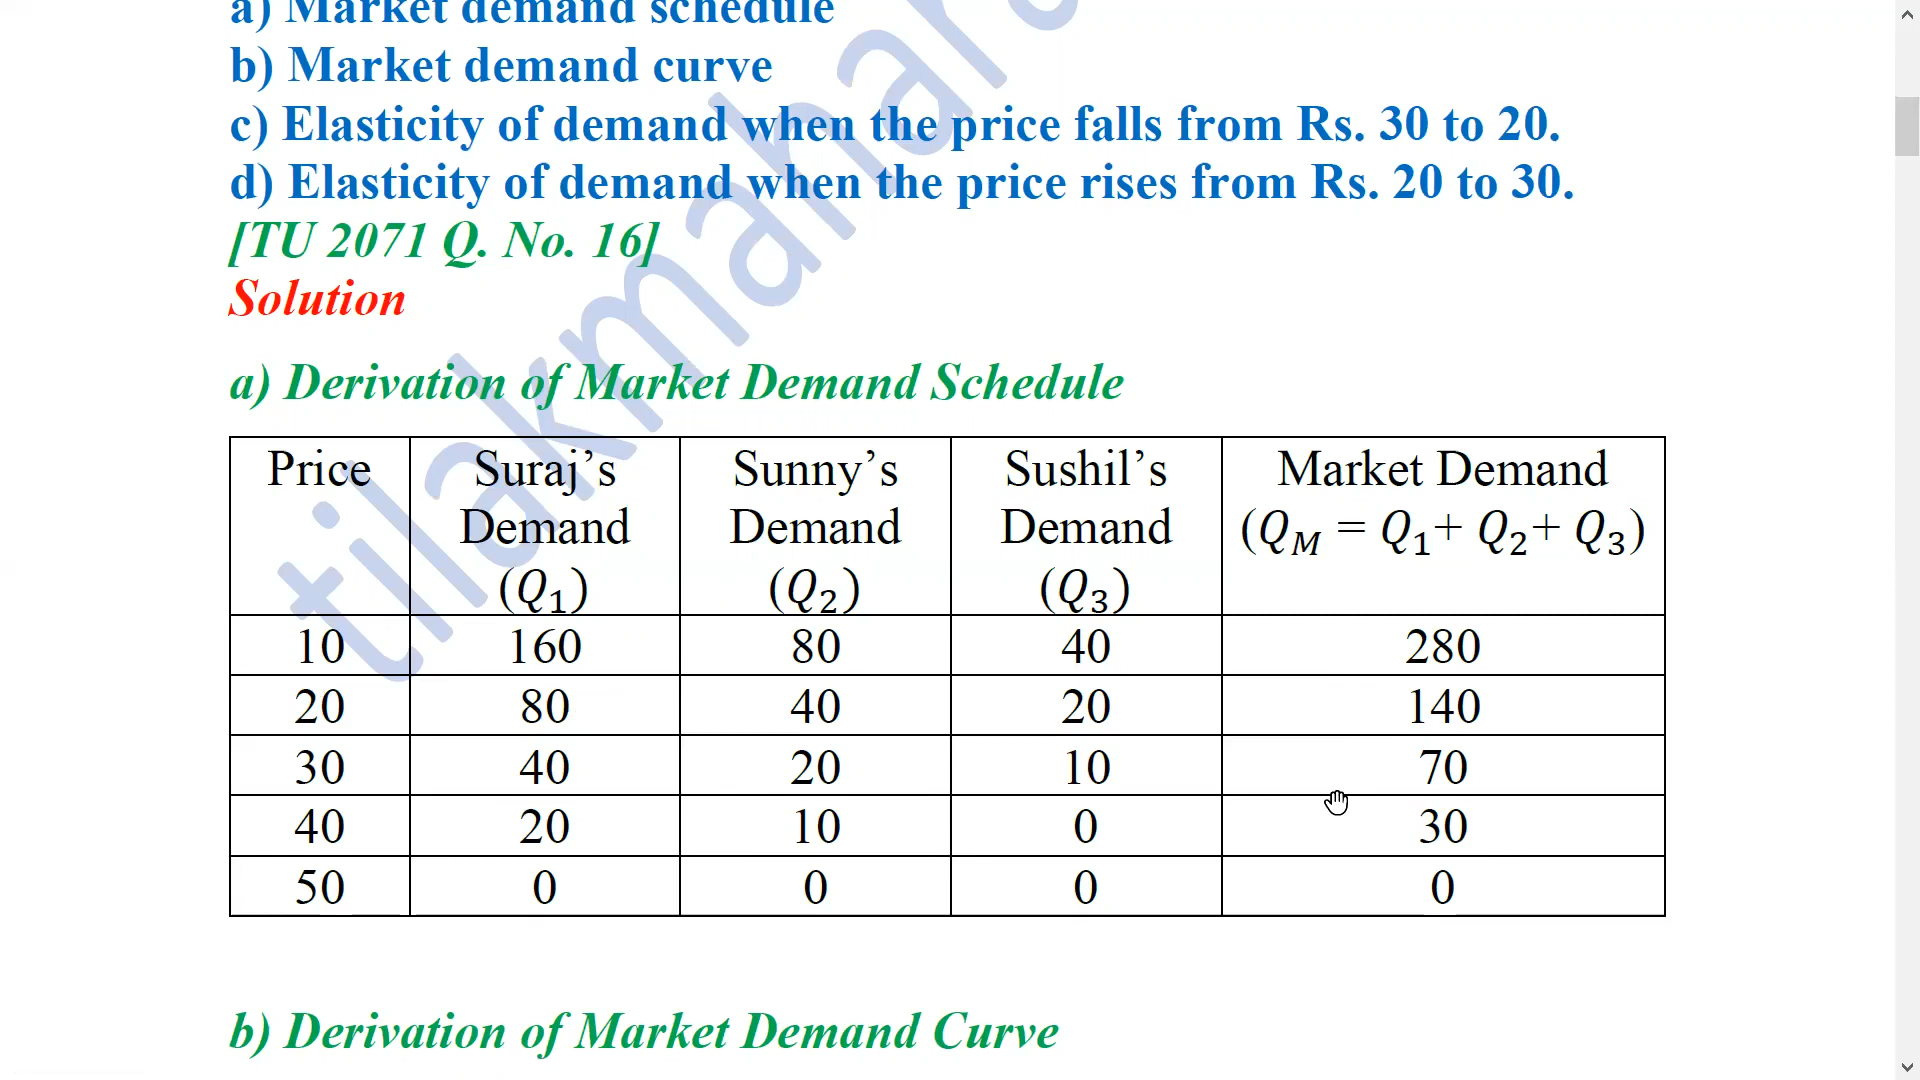 a) Market demand schedule
b) Market demand curve
c) Elasticity of demand when the price falls from Rs. 30 to 20.
d) Elasticity of demand when the price rises from Rs. 20 to 30.
[TU 2071 Q. No. 16]
Solution
a) Derivation of Market Demand Schedule
Price Suraj’s Sunny’s Sushil’s Market Demand
Demand Demand Demand (Q_M = Q₁+ Q₂+ Q₃)
(Q₁) (Q₂) (Q₃)
10 160 80 40 280
20 80 40 20 140
30 40 20 10 70
40 20 10 0 30
50 0 0 0 0
b) Derivation of Market Demand Curve